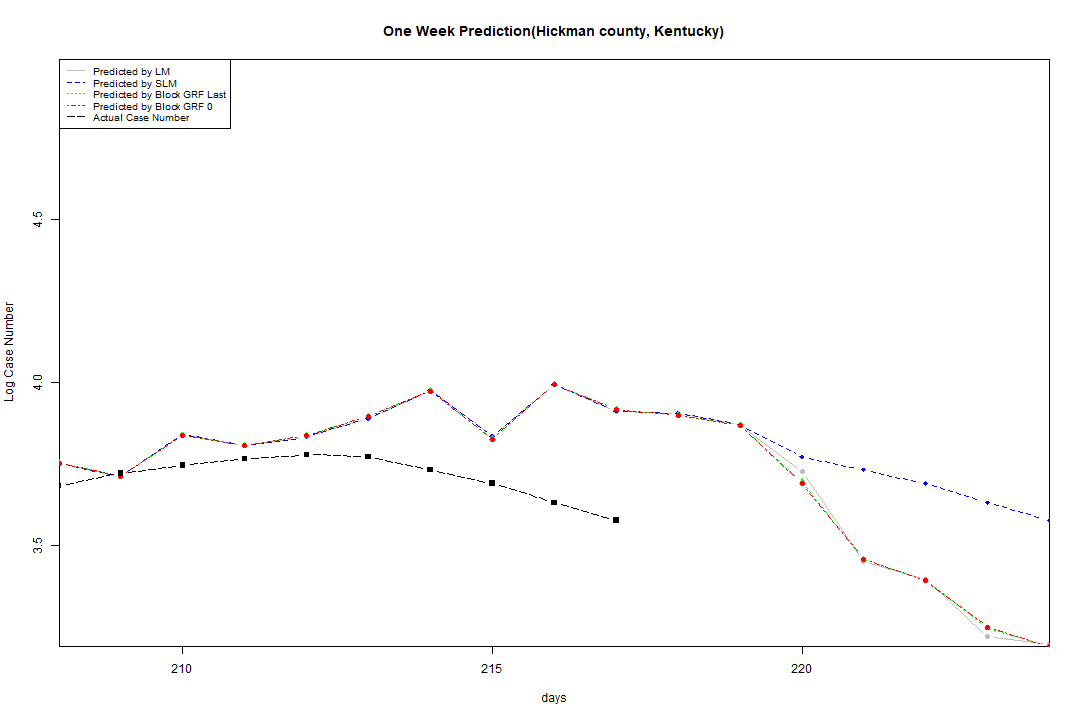 One Week Prediction(Hickman county, Kentucky)
Predicted by LM
Predicted by SLM
Predicted by Block GRF Last
Predicted by Block GRF 0
Actual Case Number
4.5
4.0
3.5
Log Case Number
210
215
220
days